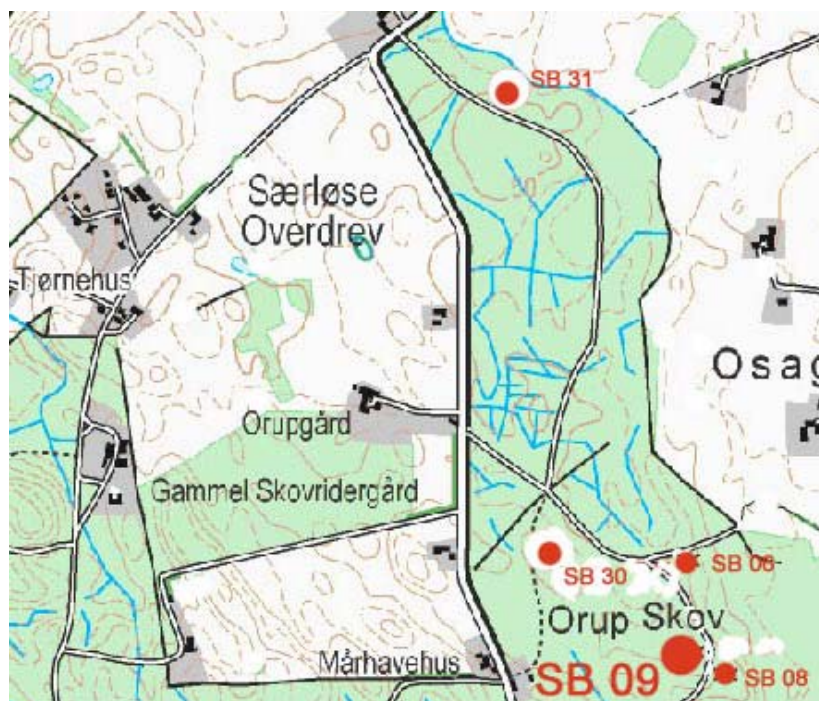 SB 31
Særløse
Overdrev
Tjørnehus
Osag
Orupgård
Gammel Skovridergård
SB 30
SB 06
Orup Skov
Mårhavehus
SB 09
SB 08